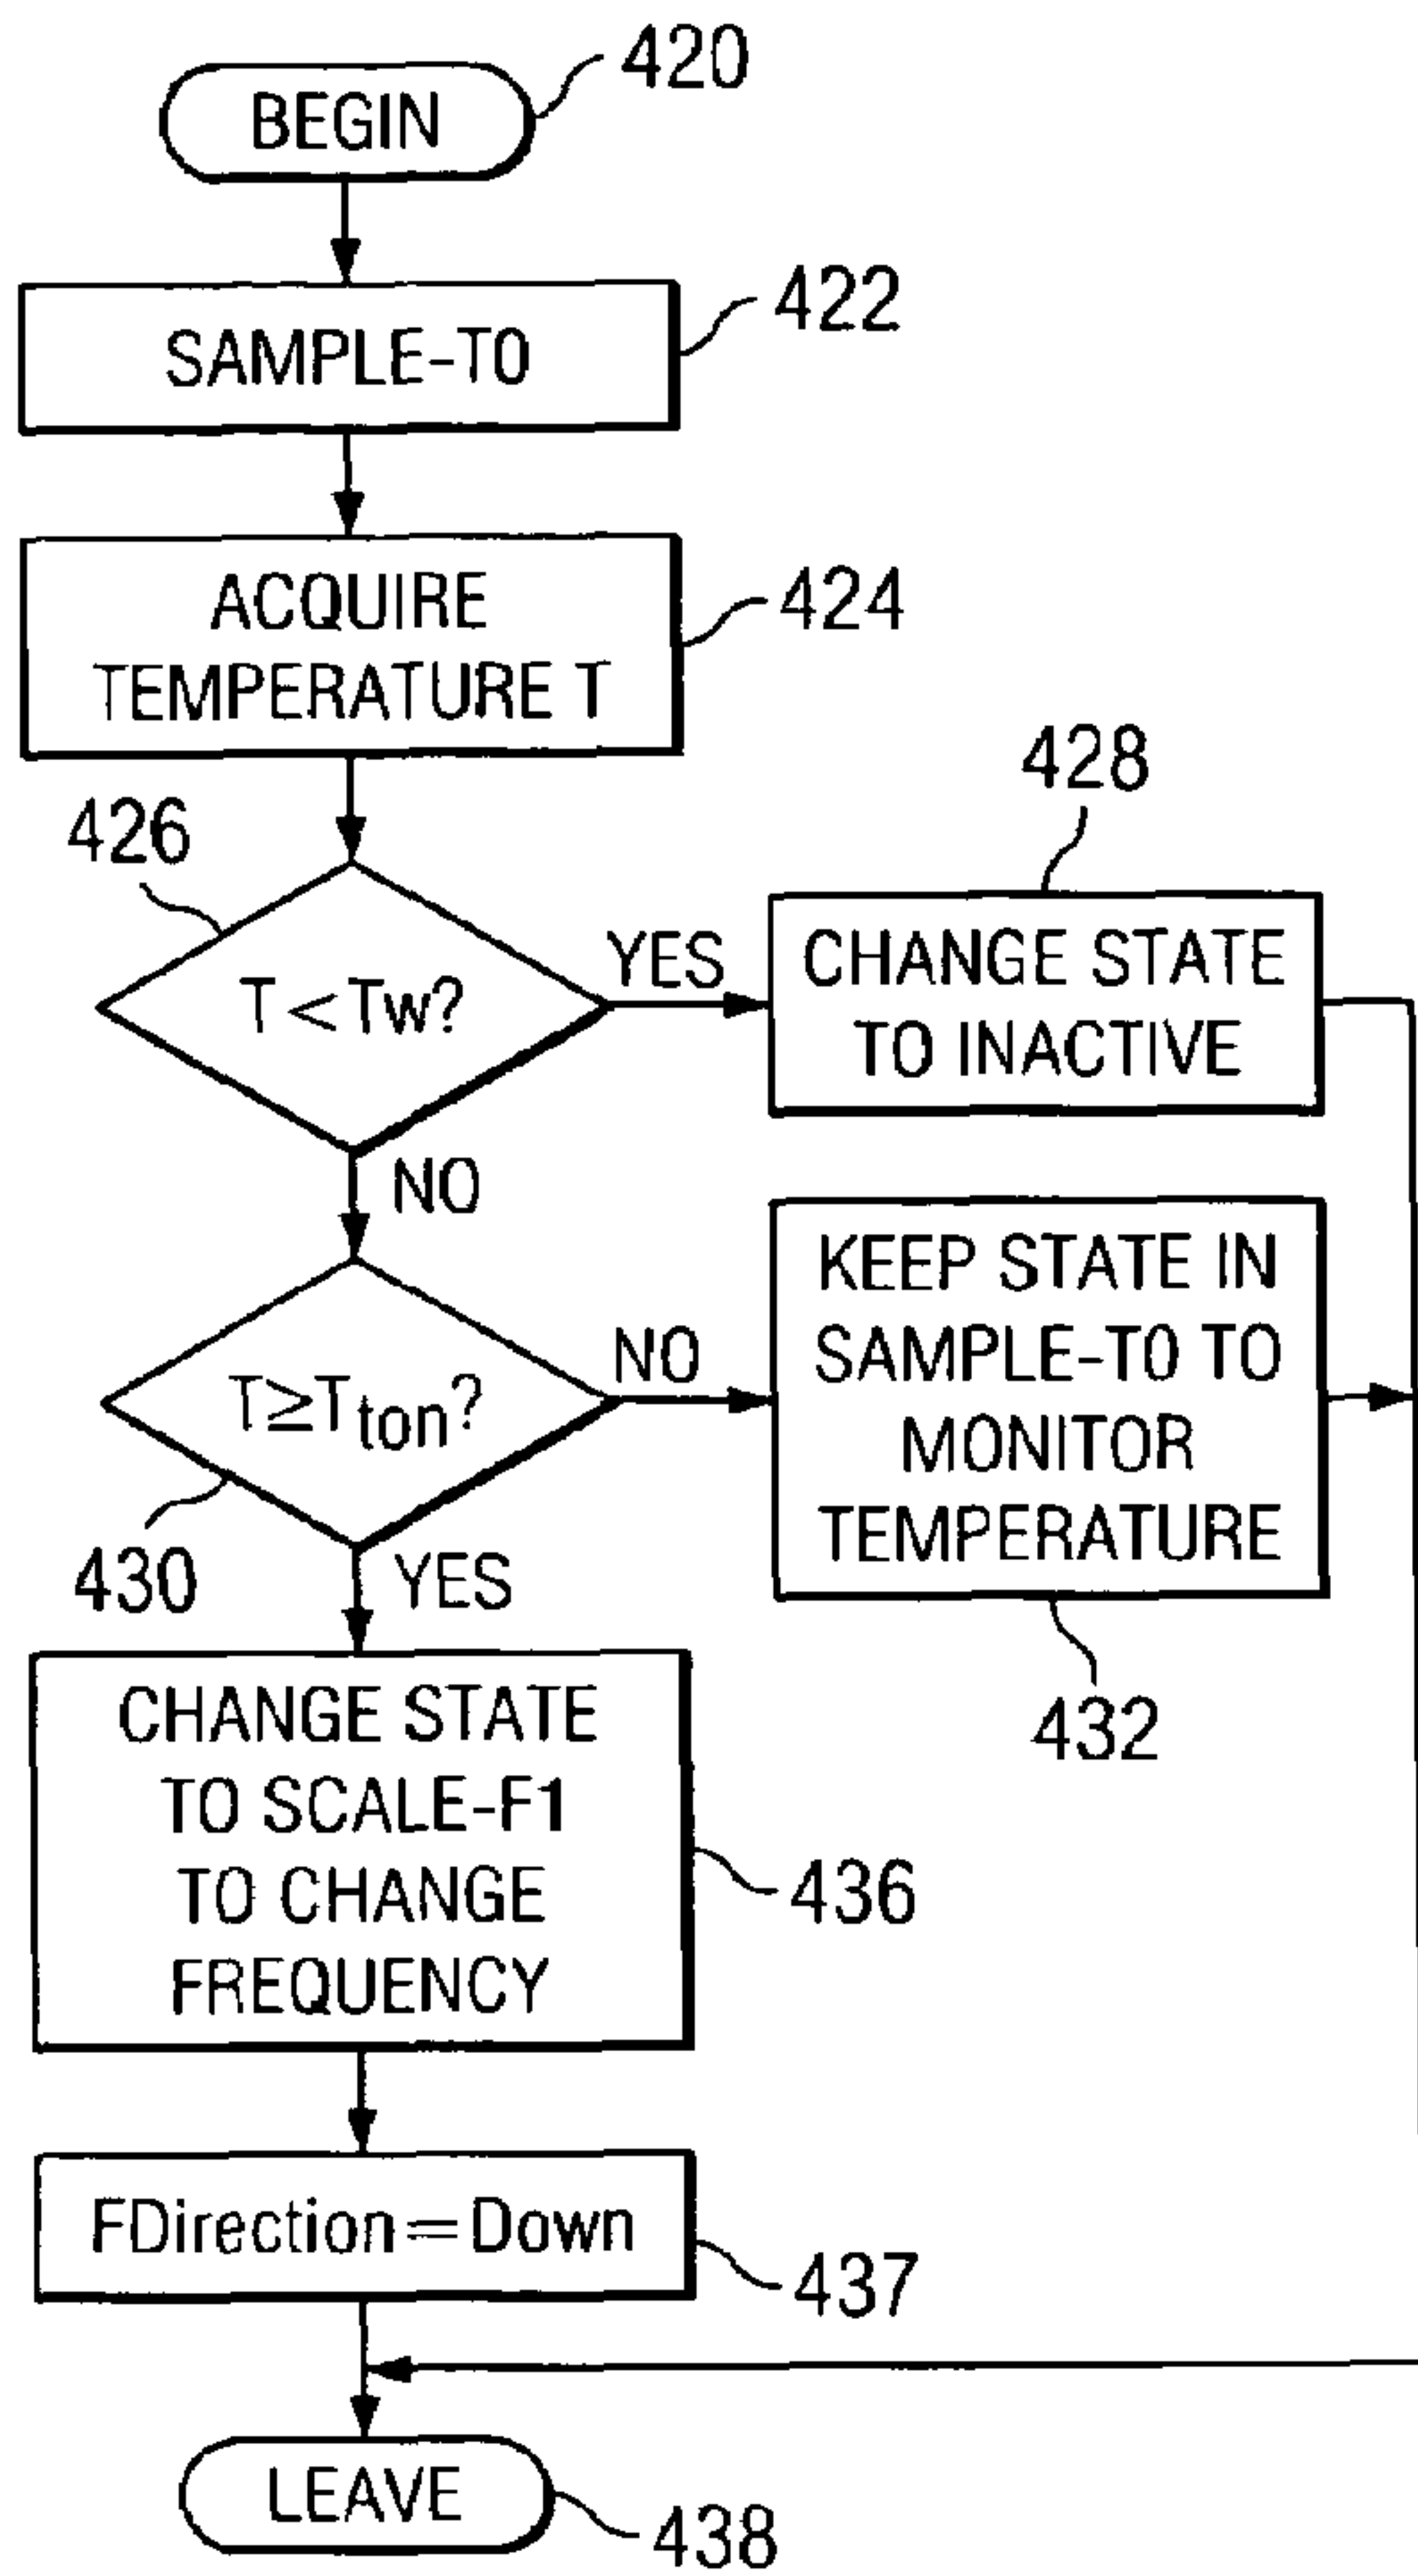 BEGIN
420
SAMPLE-T0
422
ACQUIRE
TEMPERATURE T
424
426
T<Tw?
YES
428
CHANGE STATE
TO INACTIVE
NO
T≥Tton?
430
NO
KEEP STATE IN
SAMPLE-T0 TO
MONITOR
TEMPERATURE
432
YES
CHANGE STATE
TO SCALE-F1
TO CHANGE
FREQUENCY
436
FDirection=Down
437
LEAVE
438